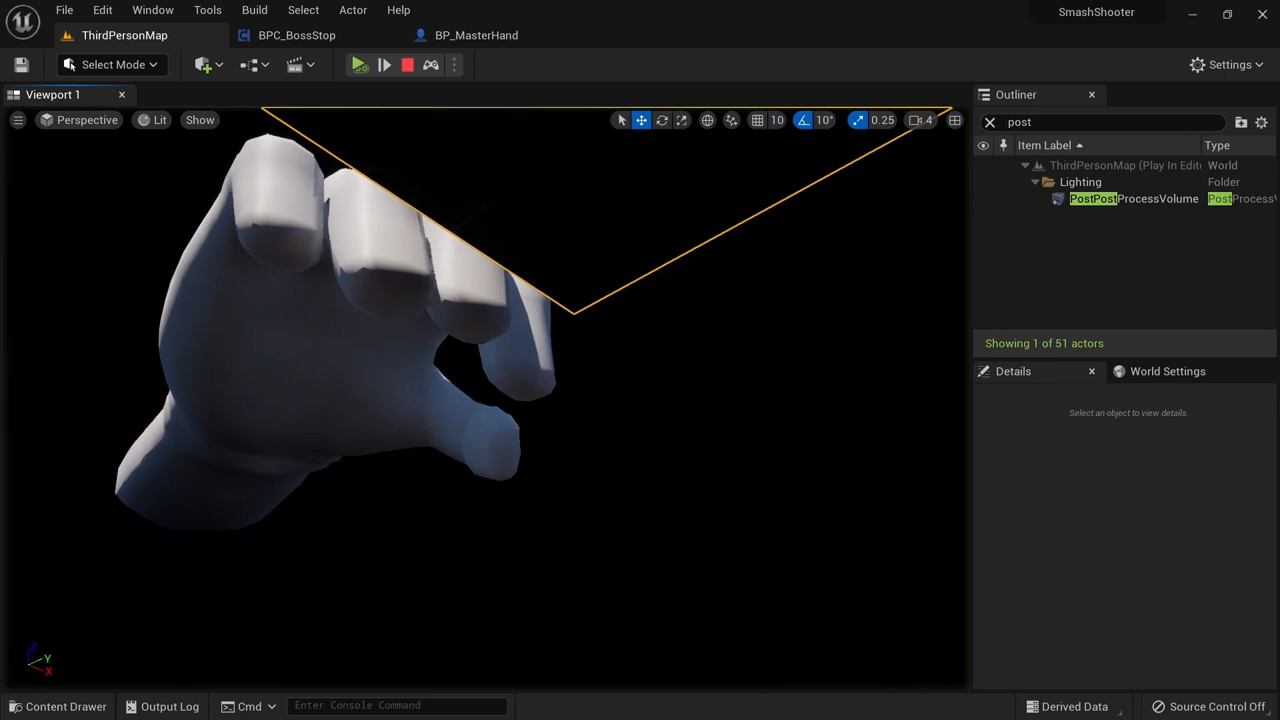 File Edit Window Tools Build Select Actor Help
SmashShooter
ThirdPersonMap BPC_BossStop BP_MasterHand
Select Mode Settings
Viewport 1
Perspective Lit Show 10 10° 0.25 4
Outliner
post
Item Label Type
ThirdPersonMap (Play In Edit World
Lighting Folder
PostPostProcessVolume PostProcessV
Showing 1 of 51 actors
Details World Settings
Select an object to view details.
Z
Y
X
Content Drawer Output Log Cmd Enter Console Command Derived Data Source Control Off